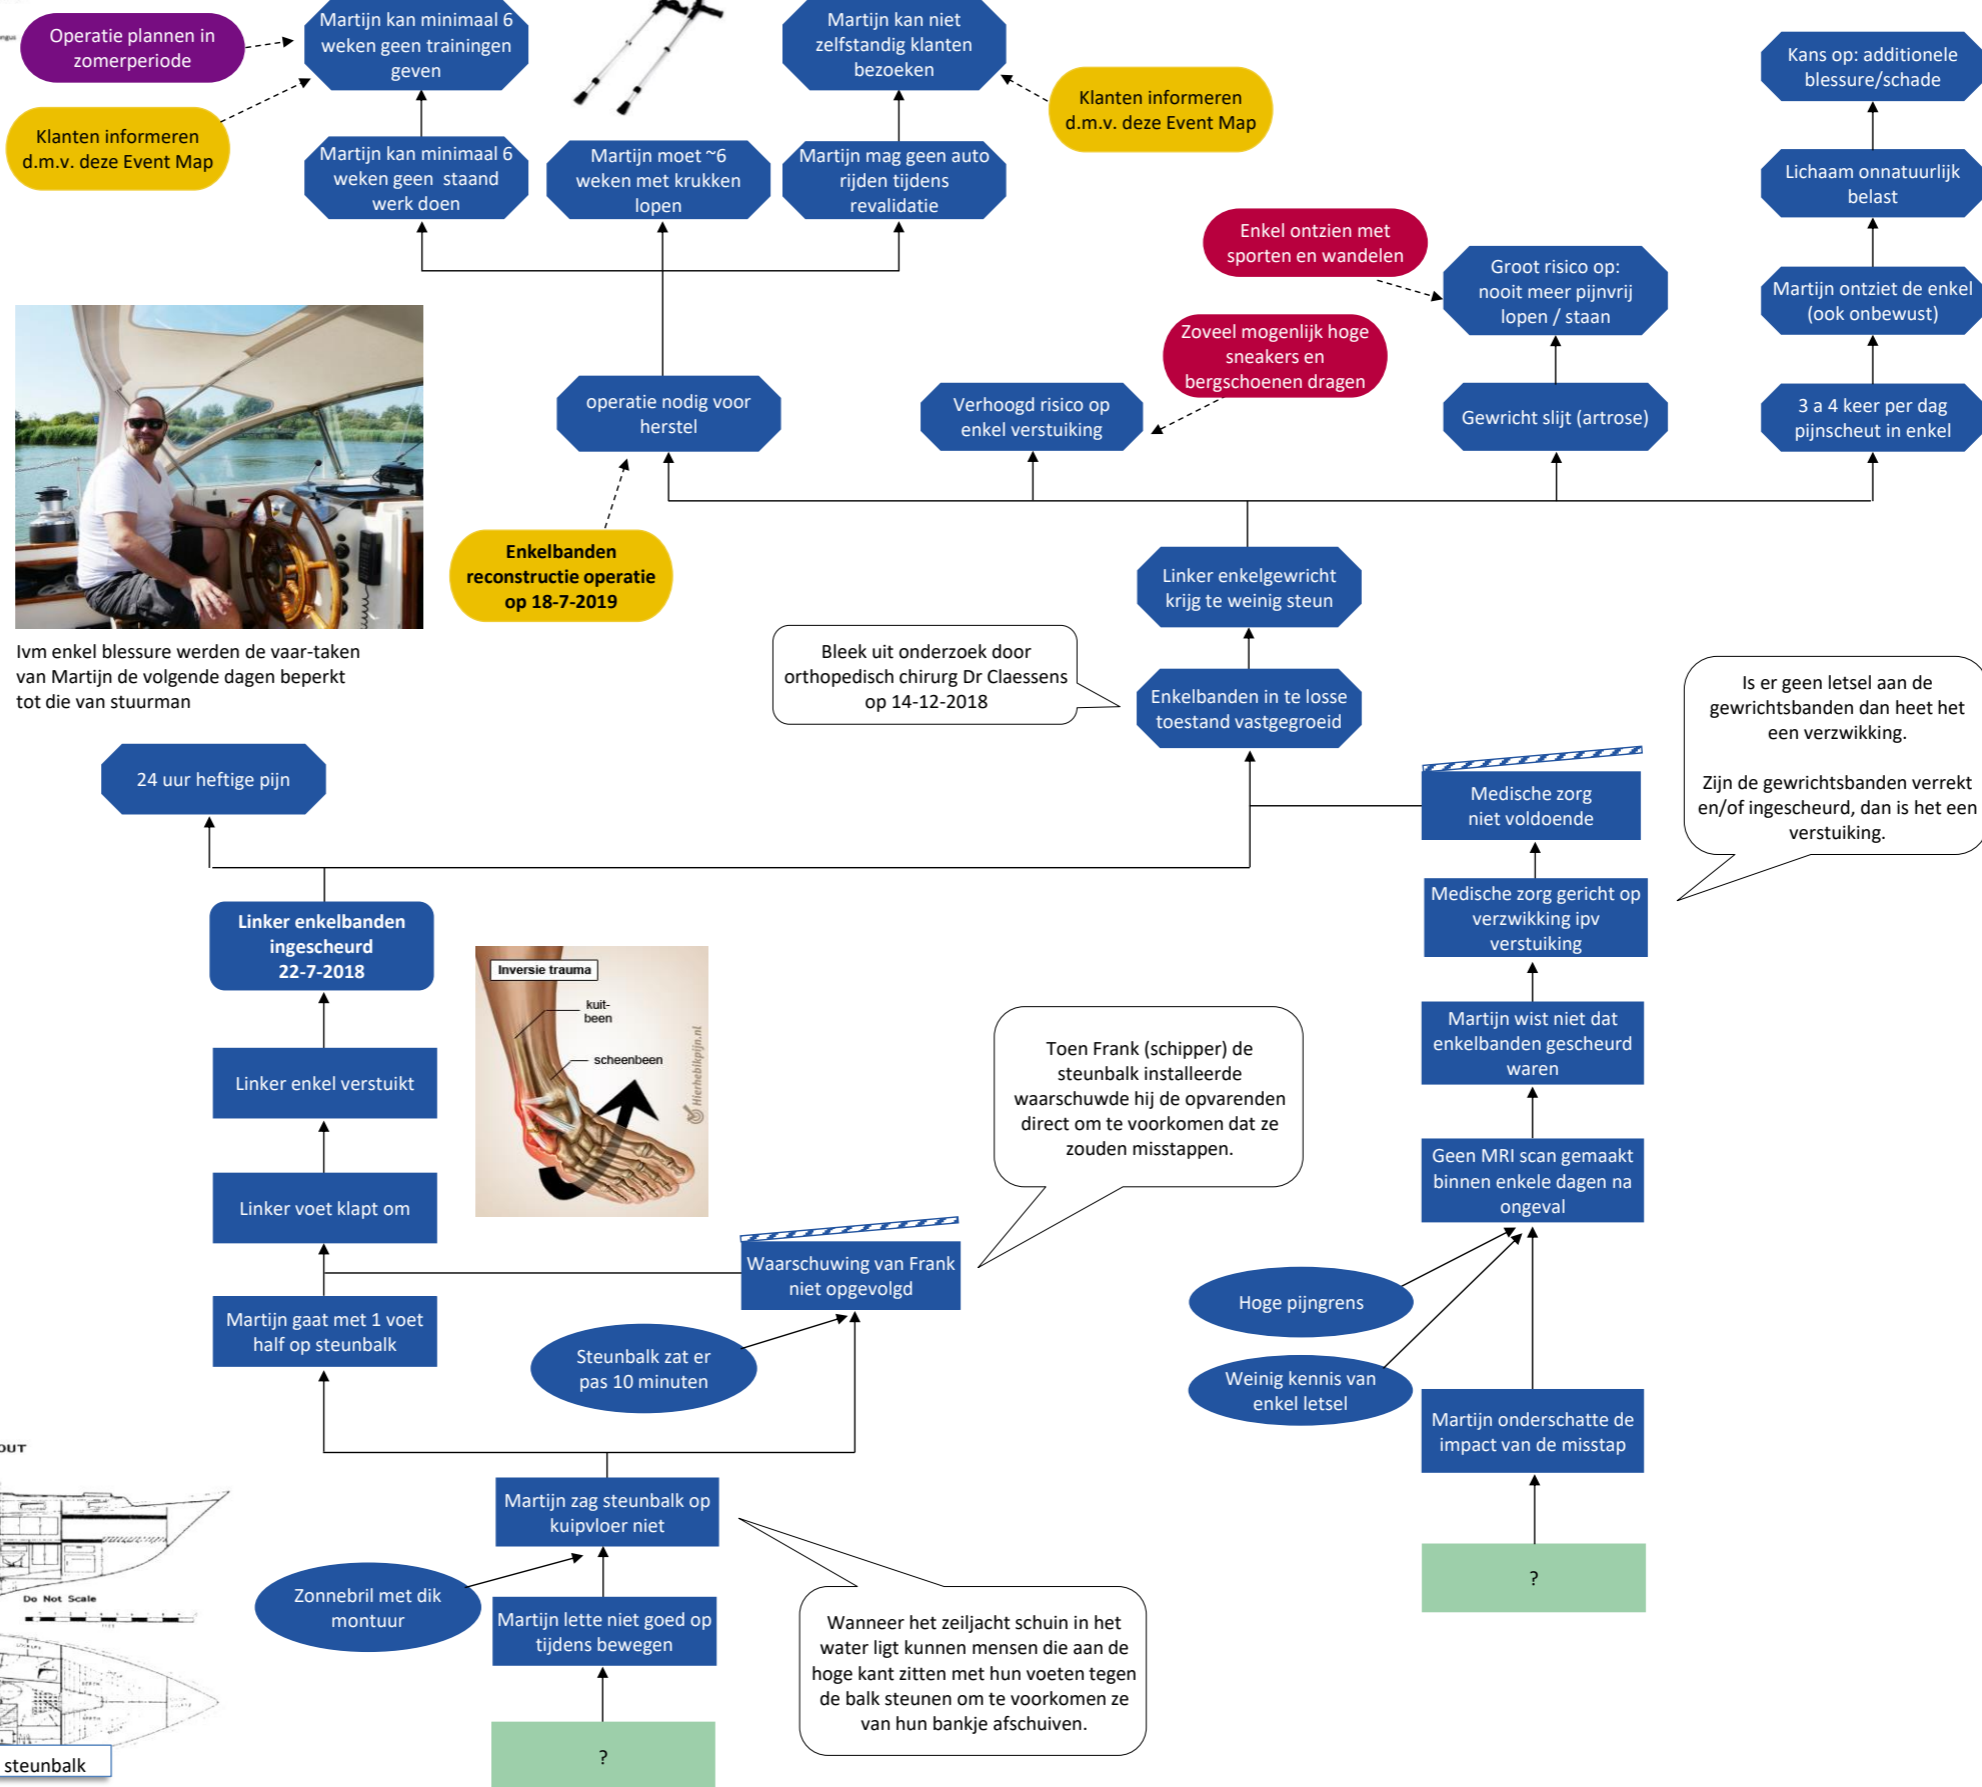 Operatie plannen in
zomerperiode
Martijn kan minimaal 6
weken geen trainingen
geven
Martijn kan niet
zelfstandig klanten
bezoeken
Kans op: additionele
blessure/schade
Klanten informeren
d.m.v. deze Event Map
Klanten informeren
d.m.v. deze Event Map
Martijn kan minimaal 6
weken geen staand
werk doen
Martijn moet ~6
weken met krukken
lopen
Martijn mag geen auto
rijden tijdens
revalidatie
Lichaam onnatuurlijk
belast
Enkel ontzien met
sporten en wandelen
Groot risico op:
nooit meer pijnvrij
lopen / staan
Martijn ontziet de enkel
(ook onbewust)
Zoveel mogenlijk hoge
sneakers en
bergschoenen dragen
operatie nodig voor
herstel
Verhoogd risico op
enkel verstuiking
Gewricht slijt (artrose)
3 a 4 keer per dag
pijnscheut in enkel
Enkelbanden
reconstructie operatie
op 18-7-2019
Linker enkelgewricht
krijg te weinig steun
Ivm enkel blessure werden de vaar-taken
van Martijn de volgende dagen beperkt
tot die van stuurman
Bleek uit onderzoek door
orthopedisch chirurg Dr Claessens
op 14-12-2018
Enkelbanden in te losse
toestand vastgegroeid
Is er geen letsel aan de
gewrichtsbanden dan heet het
een verzwikking.
Zijn de gewrichtsbanden verrekt
en/of ingescheurd, dan is het een
verstuiking.
24 uur heftige pijn
Medische zorg
niet voldoende
Medische zorg gericht op
verzwikking ipv
verstuiking
Linker enkelbanden
ingescheurd
22-7-2018
Inversie trauma
kuit-
been
scheenbeen
Hierhebikpijn.nl
Martijn wist niet dat
enkelbanden gescheurd
waren
Toen Frank (schipper) de
steunbalk installeerde
waarschuwde hij de opvarenden
direct om te voorkomen dat ze
zouden misstappen.
Linker enkel verstuikt
Geen MRI scan gemaakt
binnen enkele dagen na
ongeval
Linker voet klapt om
Waarschuwing van Frank
niet opgevolgd
Hoge pijngrens
Martijn gaat met 1 voet
half op steunbalk
Steunbalk zat er
pas 10 minuten
Weinig kennis van
enkel letsel
Martijn onderschatte de
impact van de misstap
OUT
Martijn zag steunbalk op
kuipvloer niet
?
Zonnebril met dik
montuur
Do Not Scale
Martijn lette niet goed op
tijdens bewegen
Wanneer het zeiljacht schuin in het
water ligt kunnen mensen die aan de
hoge kant zitten met hun voeten tegen
de balk steunen om te voorkomen ze
van hun bankje afschuiven.
?
steunbalk